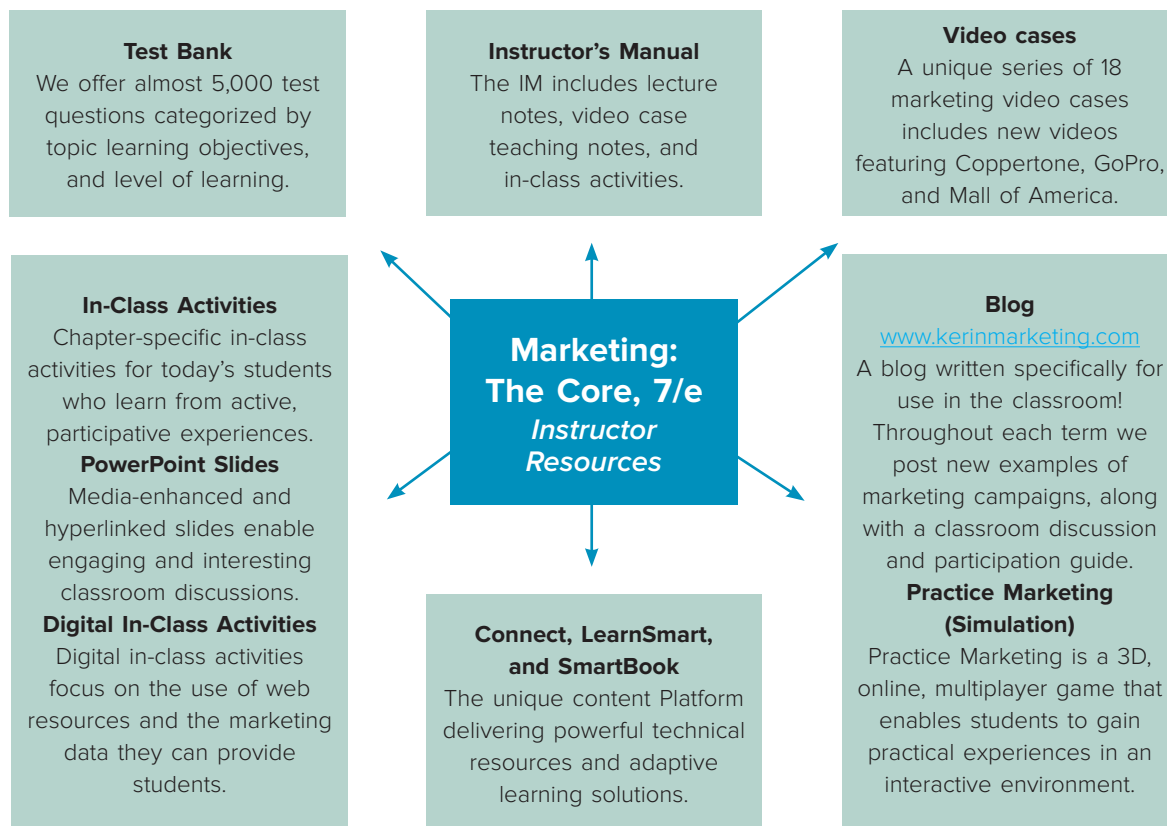 Test Bank
We offer almost 5,000 test
questions categorized by
topic learning objectives,
and level of learning.
Instructor’s Manual
The IM includes lecture
notes, video case
teaching notes, and
in-class activities.
Video cases
A unique series of 18
marketing video cases
includes new videos
featuring Coppertone, GoPro,
and Mall of America.
In-Class Activities
Chapter-specific in-class
activities for today’s students
who learn from active,
participative experiences.
PowerPoint Slides
Media-enhanced and
hyperlinked slides enable
engaging and interesting
classroom discussions.
Digital In-Class Activities
Digital in-class activities
focus on the use of web
resources and the marketing
data they can provide
students.
Marketing:
The Core, 7/e
Instructor
Resources
Connect, LearnSmart,
and SmartBook
The unique content Platform
delivering powerful technical
resources and adaptive
learning solutions.
Blog
www.kerinmarketing.com
A blog written specifically for
use in the classroom!
Throughout each term we
post new examples of
marketing campaigns, along
with a classroom discussion
and participation guide.
Practice Marketing
(Simulation)
Practice Marketing is a 3D,
online, multiplayer game that
enables students to gain
practical experiences in an
interactive environment.